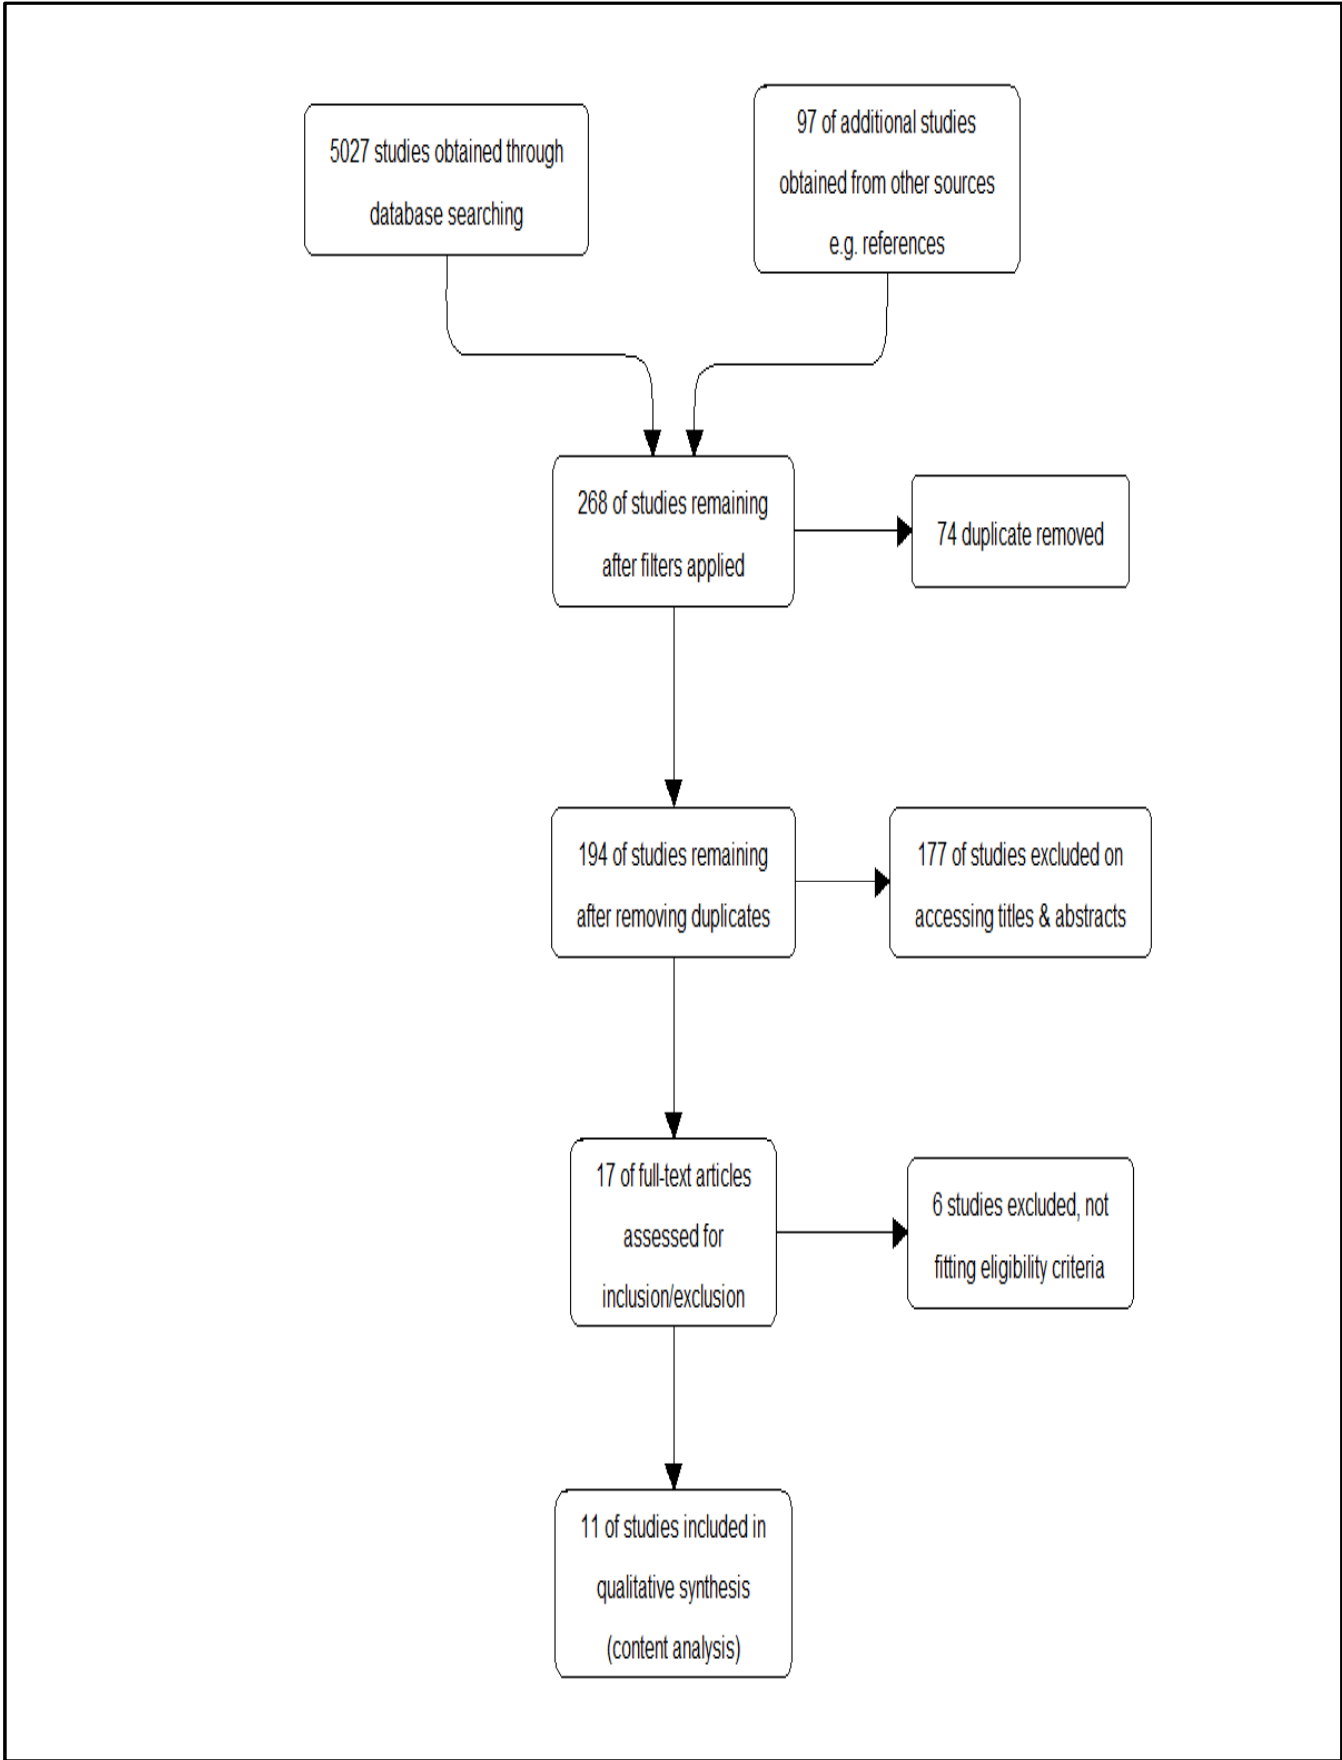 5027 studies obtained through
database searching
97 of additional studies
obtained from other sources
e.g. references
268 of studies remaining
after filters applied
74 duplicate removed
194 of studies remaining
after removing duplicates
177 of studies excluded on
accessing titles & abstracts
17 of full-text articles
assessed for
inclusion/exclusion
6 studies excluded, not
fitting eligibility criteria
11 of studies included in
qualitative synthesis
(content analysis)